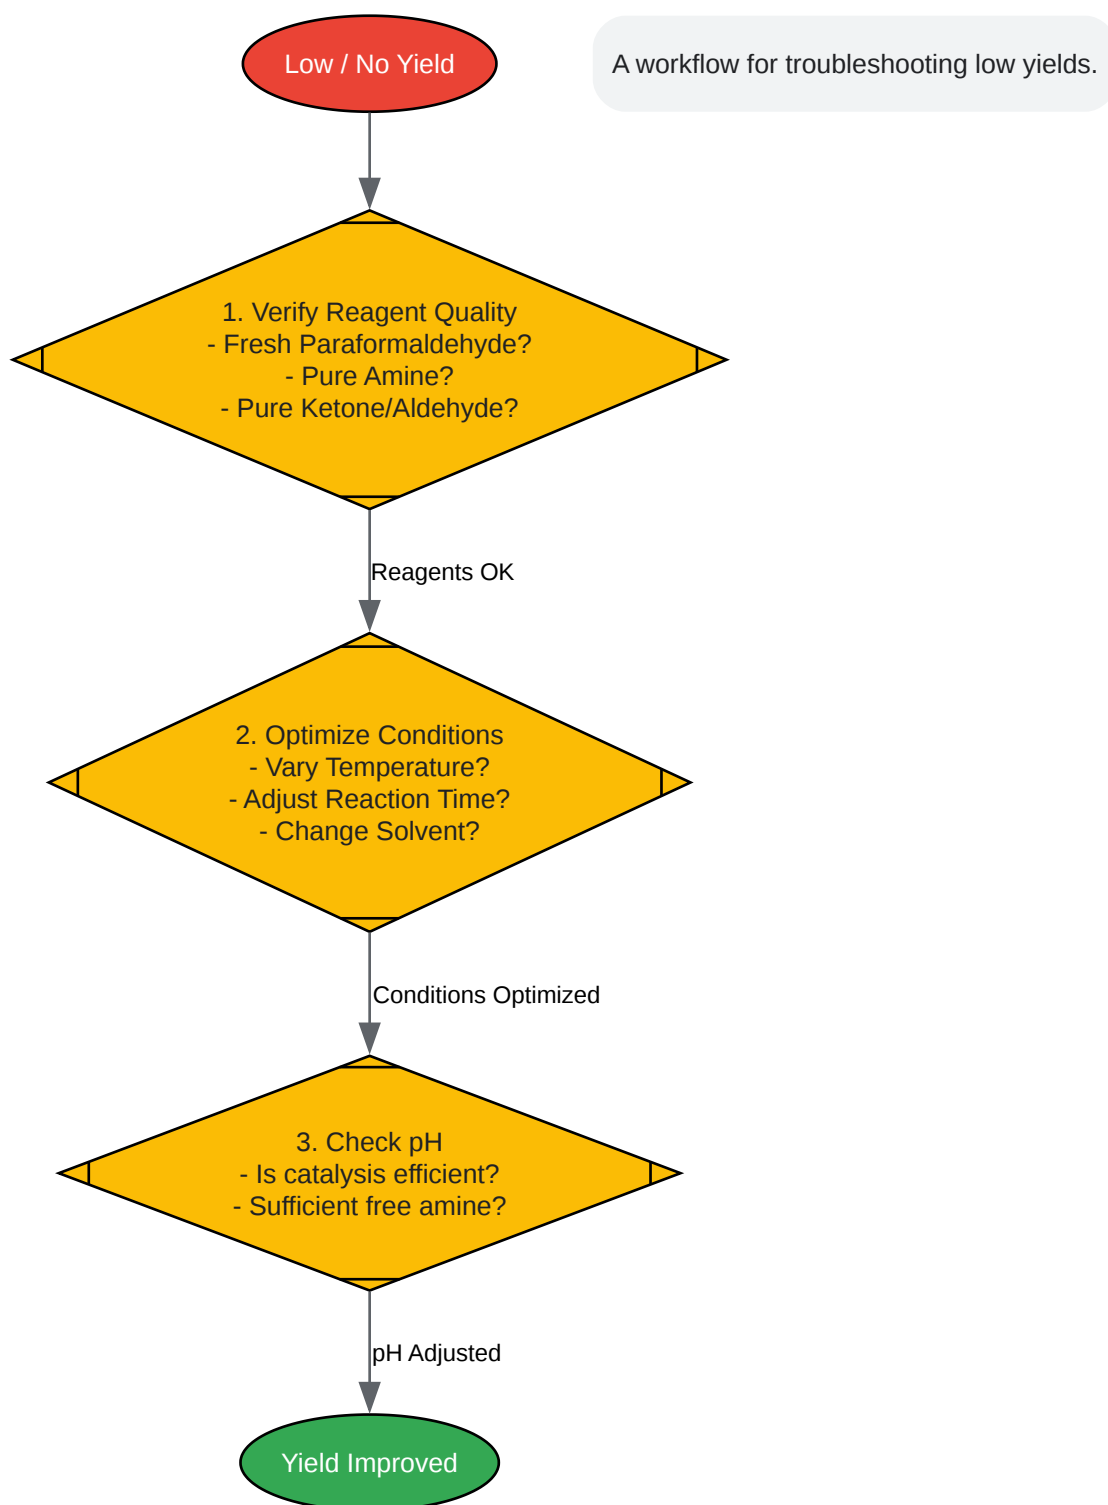 Low / No Yield
A workflow for troubleshooting low yields.
1. Verify Reagent Quality
- Fresh Paraformaldehyde?
- Pure Amine?
- Pure Ketone/Aldehyde?
Reagents OK
2. Optimize Conditions
- Vary Temperature?
- Adjust Reaction Time?
- Change Solvent?
Conditions Optimized
3. Check pH
- Is catalysis efficient?
- Sufficient free amine?
pH Adjusted
Yield Improved